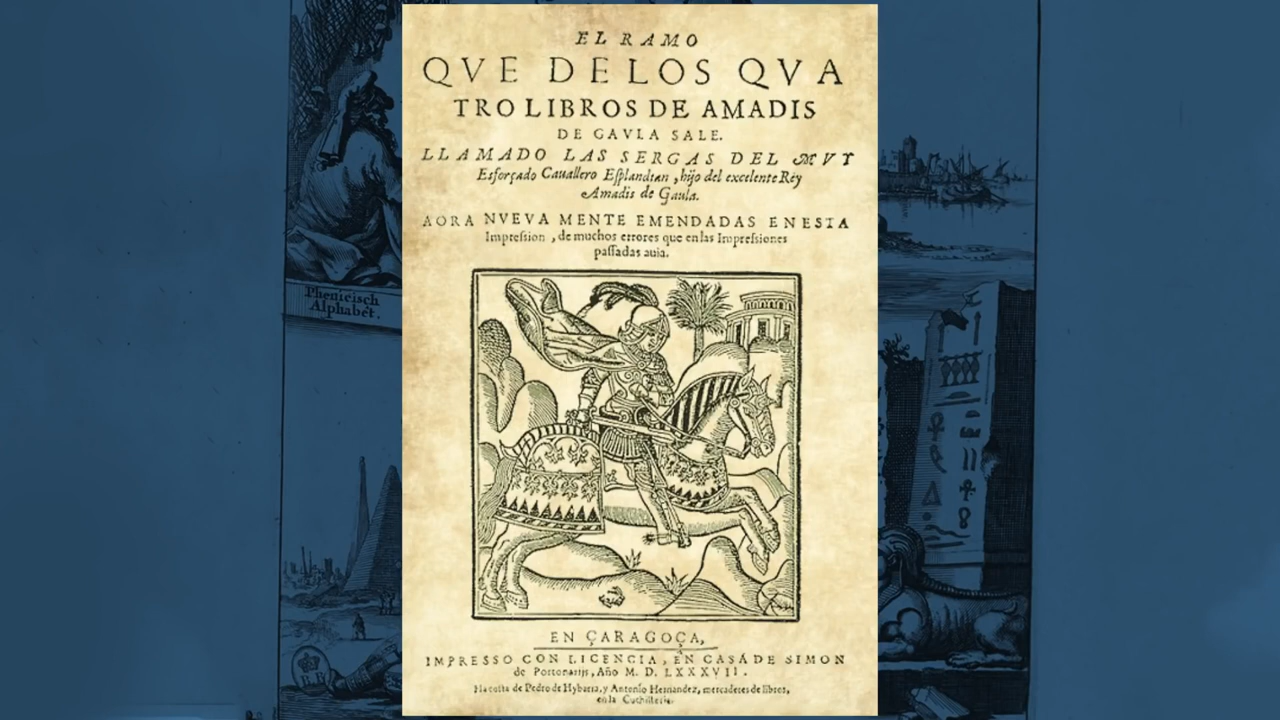 EL RAMO
QVE DELOS QVA
TRO LIBROS DE AMADIS
DE GAVLA SALE.
LLAMADO LAS SERGAS DEL MVY
Esforçado Cauallero Esplandian, hijo del excelente Rey
Amadis de Gaula.
AORA NVEVA MENTE EMENDADAS EN ESTA
Impression, de muchos errores que en las Impressiones
passadas auia.
Phenicisch
Alphabet.
EN ÇARAGOÇA,
IMPRESSO CON LICENCIA, EN CASA DE SIMON
de Portonarijs, Año M. D. LXXXVII.
A costa de Pedro de Hybarra, y Antonio Hernandez, mercaderes de libros,
en la Cuchilleria.